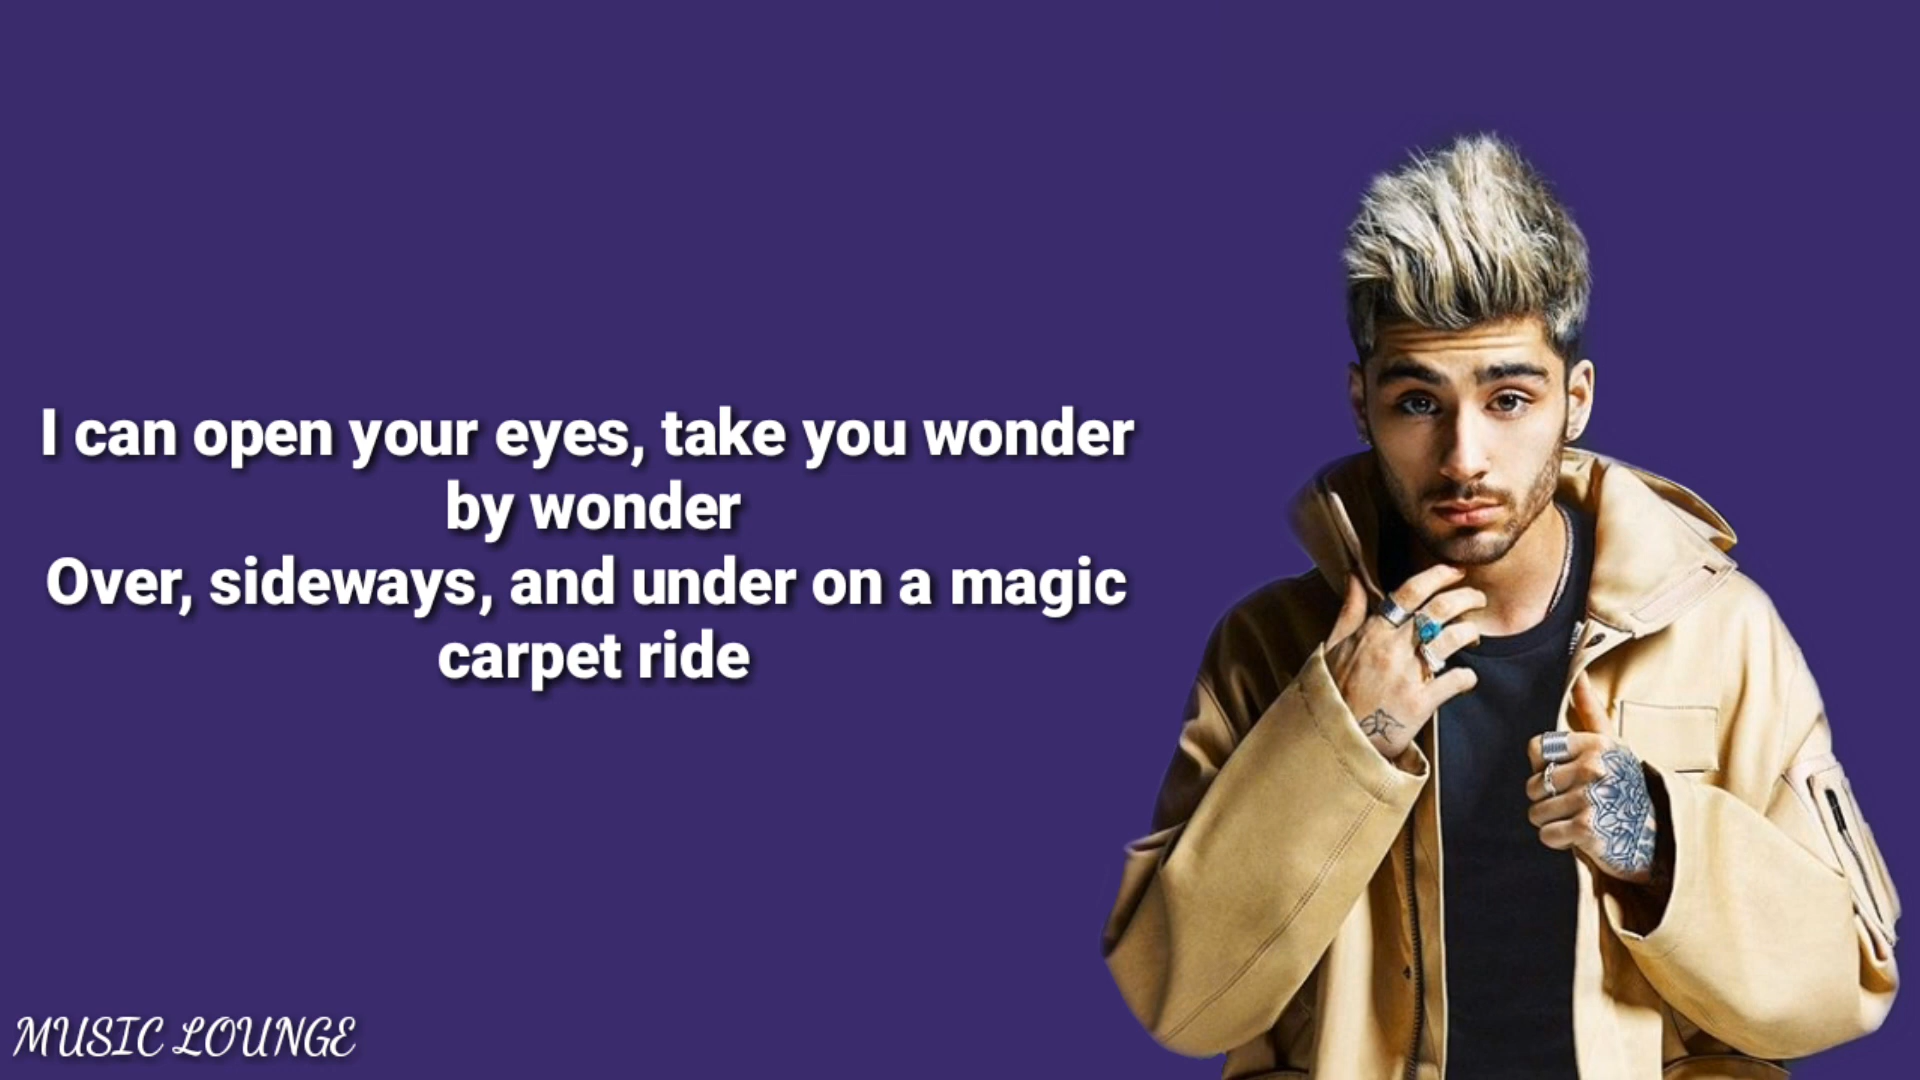 I can open your eyes, take you wonder
by wonder
Over, sideways, and under on a magic
carpet ride
MUSIC LOUNGE